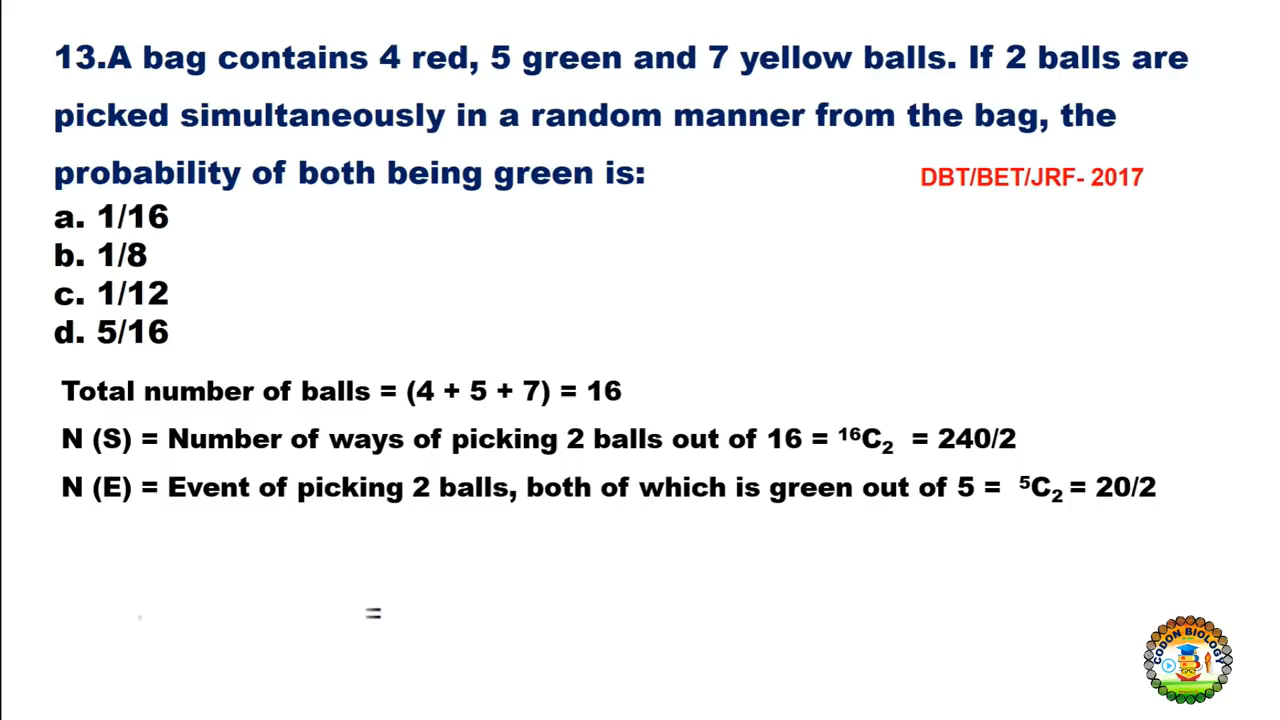 13.A bag contains 4 red, 5 green and 7 yellow balls. If 2 balls are
picked simultaneously in a random manner from the bag, the
probability of both being green is:
DBT/BET/JRF- 2017
a. 1/16
b. 1/8
c. 1/12
d. 5/16
Total number of balls = (4 + 5 + 7) = 16
N (S) = Number of ways of picking 2 balls out of 16 = ¹⁶C₂ = 240/2
N (E) = Event of picking 2 balls, both of which is green out of 5 = ⁵C₂ = 20/2
=
CODON BIOLOGY